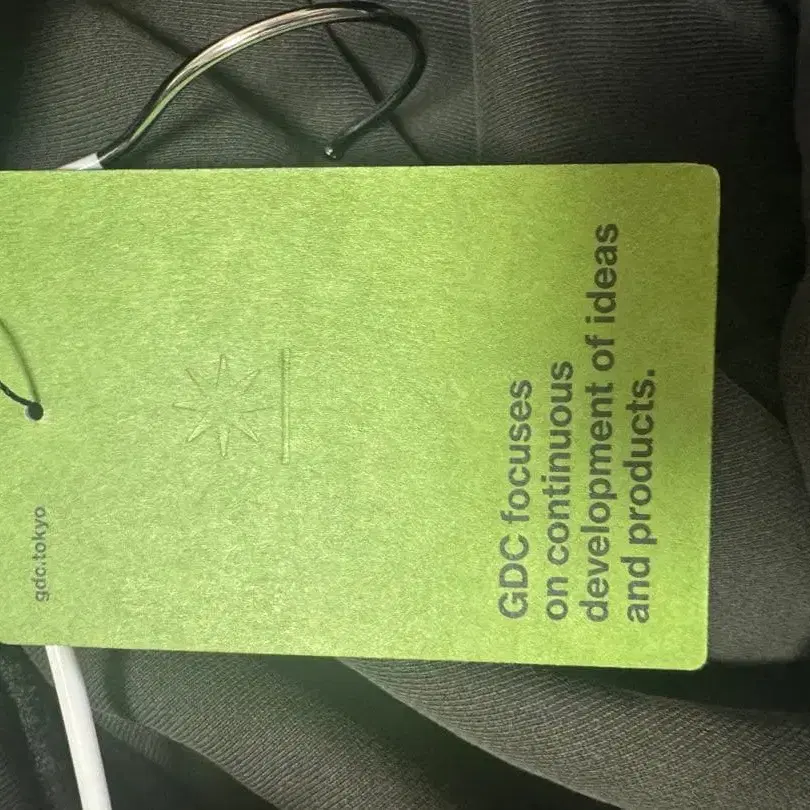 gdc.tokyo
GDC focuses
on continuous
development of ideas
and products.